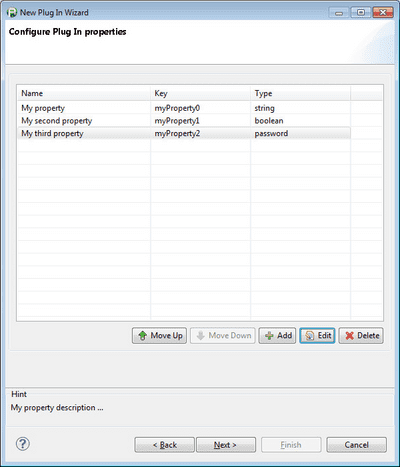 New Plug In Wizard
Configure Plug In properties
Name Key Type
My property myProperty0 string
My second property myProperty1 boolean
My third property myProperty2 password
Move Up Move Down Add Edit Delete
Hint
My property description ...
? < Back Next > Finish Cancel